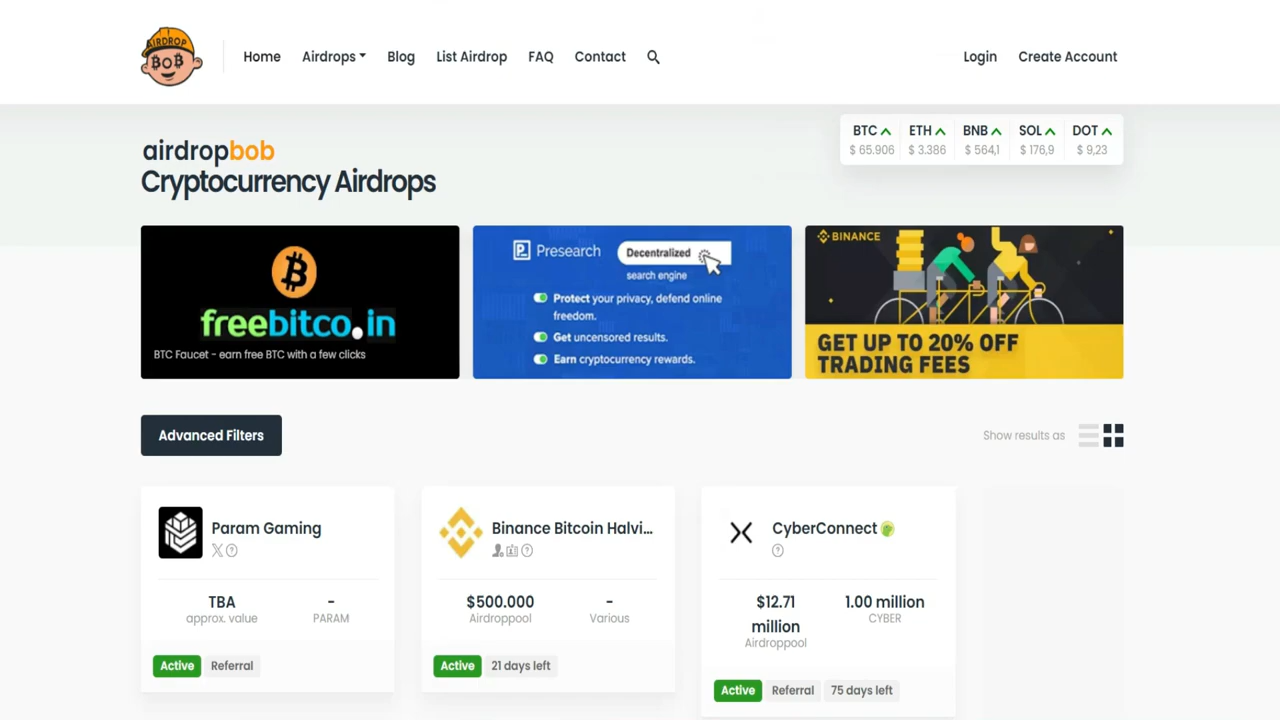 AIRDROP
BOB
Home
Airdrops
Blog
List Airdrop
FAQ
Contact
Login
Create Account
airdropbob
Cryptocurrency Airdrops
BTC
ETH
BNB
SOL
DOT
$ 65.906
$ 3.386
$ 564,1
$ 176,9
$ 9,23
freebitco.in
BTC Faucet - earn free BTC with a few clicks
Presearch
Decentralized
search engine
Protect your privacy, defend online
freedom.
Get uncensored results.
Earn cryptocurrency rewards.
BINANCE
GET UP TO 20% OFF
TRADING FEES
Advanced Filters
Show results as
Param Gaming
TBA
-
approx. value
PARAM
Active
Referral
Binance Bitcoin Halvi...
$500.000
-
Airdroppool
Various
Active
21 days left
CyberConnect
$12.71
million
1.00 million
Airdroppool
CYBER
Active
Referral
75 days left